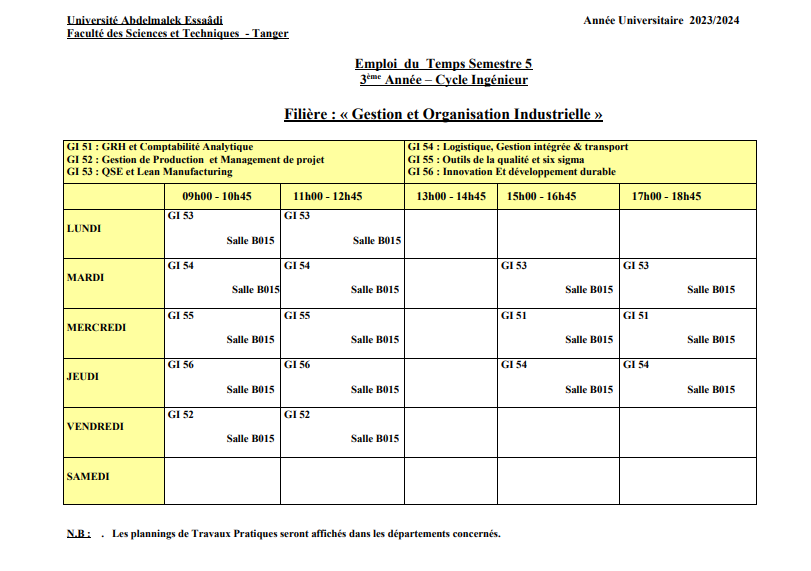 Université Abdelmalek Essaâdi
Année Universitaire 2023/2024
Faculté des Sciences et Techniques - Tanger
Emploi du Temps Semestre 5
3ème Année – Cycle Ingénieur
Filière : « Gestion et Organisation Industrielle »
GI 51 : GRH et Comptabilité Analytique
GI 52 : Gestion de Production et Management de projet
GI 53 : QSE et Lean Manufacturing
GI 54 : Logistique, Gestion intégrée & transport
GI 55 : Outils de la qualité et six sigma
GI 56 : Innovation Et développement durable
09h00 - 10h45 11h00 - 12h45 13h00 - 14h45 15h00 - 16h45 17h00 - 18h45
LUNDI
GI 53 GI 53
Salle B015 Salle B015
MARDI
GI 54 GI 54 GI 53 GI 53
Salle B015 Salle B015 Salle B015 Salle B015
MERCREDI
GI 55 GI 55 GI 51 GI 51
Salle B015 Salle B015 Salle B015 Salle B015
JEUDI
GI 56 GI 56 GI 54 GI 54
Salle B015 Salle B015 Salle B015 Salle B015
VENDREDI
GI 52 GI 52
Salle B015 Salle B015
SAMEDI
N.B : . Les plannings de Travaux Pratiques seront affichés dans les départements concernés.